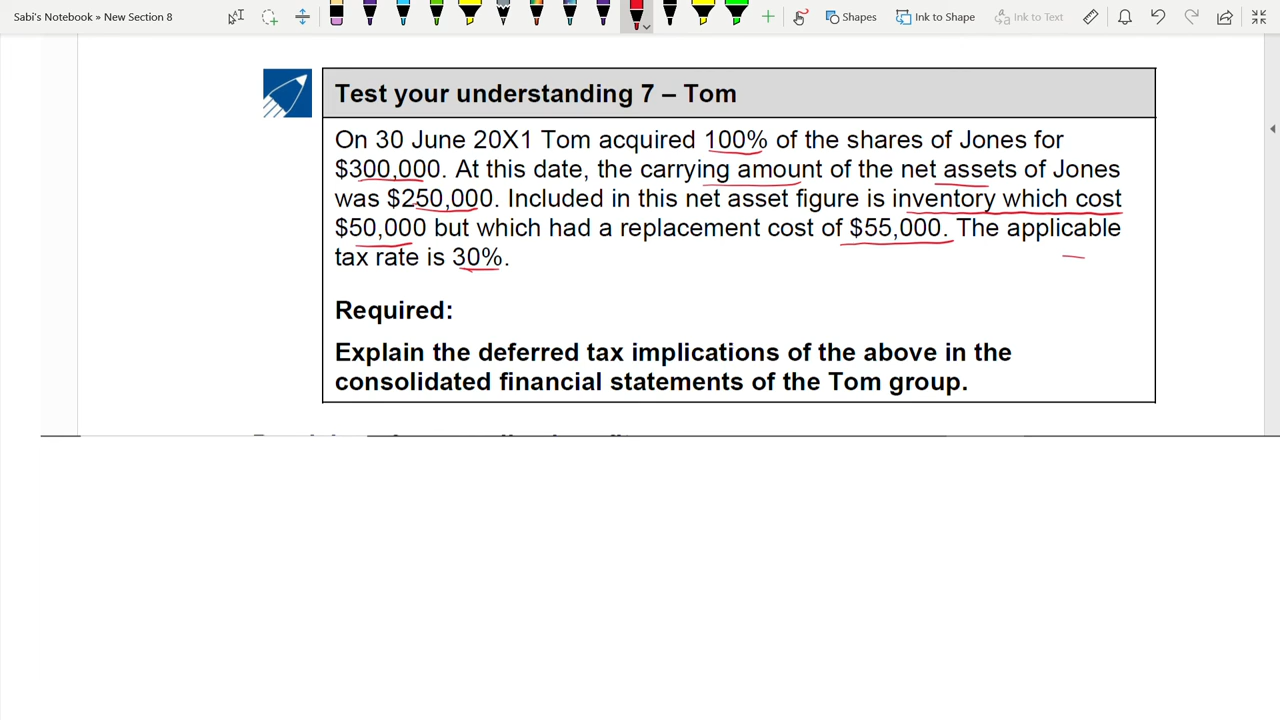 Sabi's Notebook » New Section 8
Shapes
Ink to Shape
Ink to Text
Test your understanding 7 – Tom
On 30 June 20X1 Tom acquired 100% of the shares of Jones for
$300,000. At this date, the carrying amount of the net assets of Jones
was $250,000. Included in this net asset figure is inventory which cost
$50,000 but which had a replacement cost of $55,000. The applicable
tax rate is 30%.
Required:
Explain the deferred tax implications of the above in the
consolidated financial statements of the Tom group.